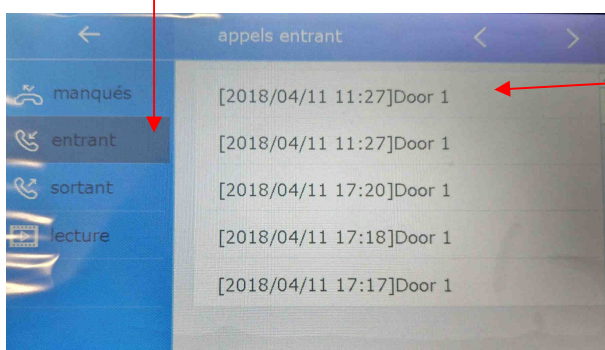 appels entrant
manqués
entrant
sortant
lecture
[2018/04/11 11:27]Door 1
[2018/04/11 11:27]Door 1
[2018/04/11 17:20]Door 1
[2018/04/11 17:18]Door 1
[2018/04/11 17:17]Door 1